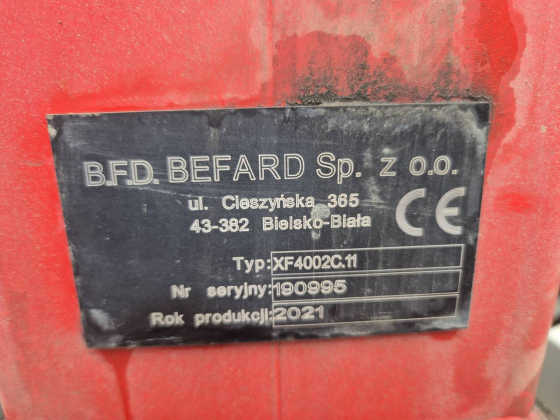 B.F.D. BEFARD Sp. z o.o.
ul. Cieszyńska 365
43-382 Bielsko-Biała
CE
Typ: XF4002C.11
Nr seryjny: 190995
Rok produkcji: 2021